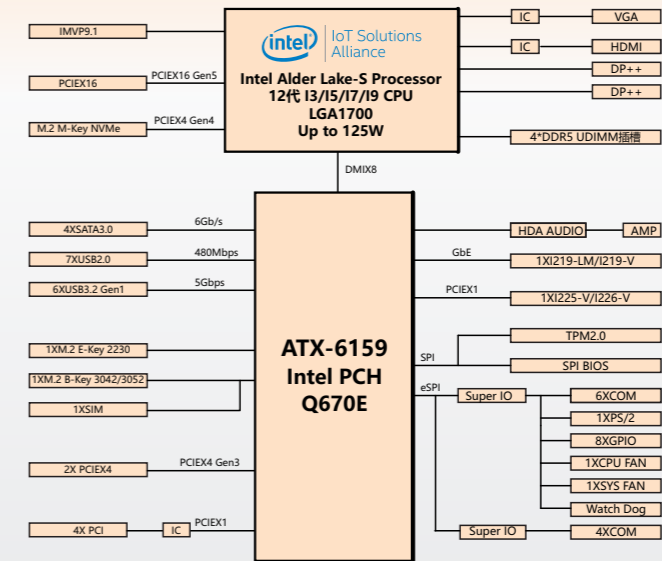 IMVP9.1
PCIEX16
PCIEX16 Gen5
M.2 M-Key NVMe
PCIEX4 Gen4
intel
IoT Solutions
Alliance
Intel Alder Lake-S Processor
12代 I3/I5/I7/I9 CPU
LGA1700
Up to 125W
IC
VGA
IC
HDMI
DP++
DP++
4*DDR5 UDIMM插槽
DMIX8
4XSATA3.0
6Gb/s
7XUSB2.0
480Mbps
6XUSB3.2 Gen1
5Gbps
1XM.2 E-Key 2230
1XM.2 B-Key 3042/3052
1XSIM
2X PCIEX4
PCIEX4 Gen3
4X PCI
IC
PCIEX1
ATX-6159
Intel PCH
Q670E
HDA AUDIO
AMP
GbE
1XI219-LM/I219-V
PCIEX1
1XI225-V/I226-V
TPM2.0
SPI
SPI BIOS
eSPI
Super IO
6XCOM
1XPS/2
8XGPIO
1XCPU FAN
1XSYS FAN
Watch Dog
Super IO
4XCOM